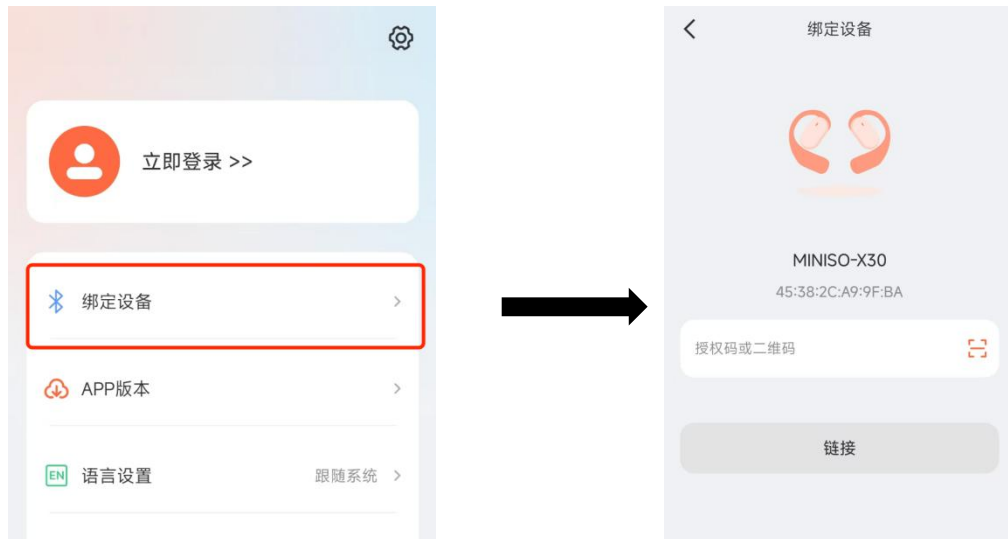 立即登录 >>
绑定设备
APP版本
EN 语言设置 跟随系统
绑定设备
MINISO-X30
45:38:2C:A9:9F:BA
授权码或二维码
链接